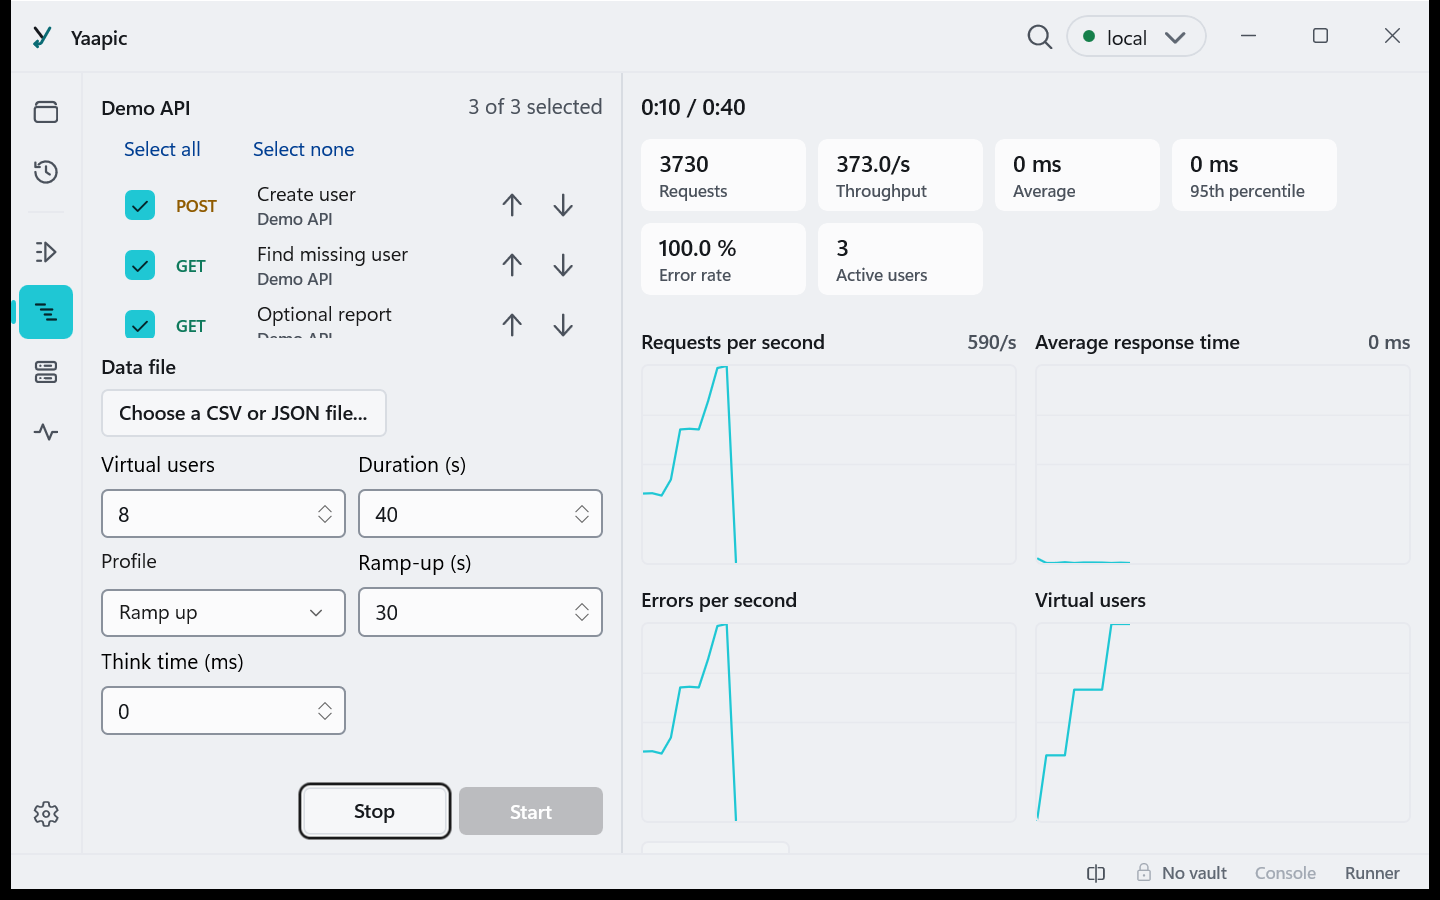 Yaapic
local
Demo API
3 of 3 selected
Select all
Select none
POST
Create user
Demo API
GET
Find missing user
Demo API
GET
Optional report
Demo API
Data file
Choose a CSV or JSON file...
Virtual users
Duration (s)
8
40
Profile
Ramp-up (s)
Ramp up
30
Think time (ms)
0
Stop
Start
0:10 / 0:40
3730
Requests
373.0/s
Throughput
0 ms
Average
0 ms
95th percentile
100.0 %
Error rate
3
Active users
Requests per second
590/s
Average response time
0 ms
Errors per second
Virtual users
No vault
Console
Runner